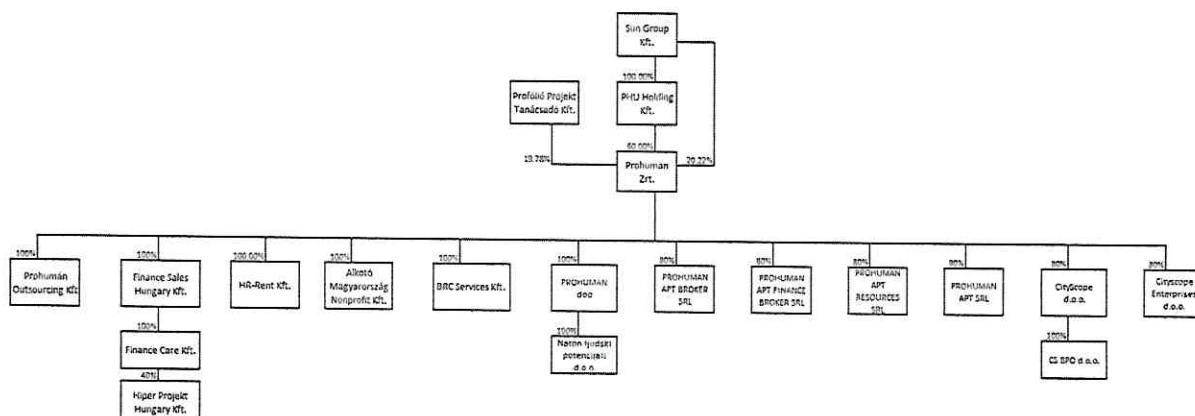 Sun Group
Kft.
100.00%
Profólió Projekt
Tanácsadó Kft.
PHU Holding
Kft.
19.78%
60.00%
20.22%
Prohuman
Zrt.
100%
Prohumán
Outsourcing Kft
100%
Finance Sales
Hungary Kft.
100.00%
HR-Rent Kft.
100%
Alkotó
Magyarország
Nonprofit Kft.
100%
BRC Services Kft.
100%
PROHUMAN
doo
80%
PROHUMAN
APT BROKER
SRL
80%
PROHUMAN
APT FINANCE
BROKER SRL
80%
PROHUMAN
APT
RESOURCES
SRL
80%
PROHUMAN
APT SRL
80%
CityScope
d.o.o.
80%
Cityscope
Enterprises
d.o.o.
100%
Finance Care Kft.
100%
Naton ljudski
potencirali
d.o.o
100%
CS BPO d.o.o.
40%
Hiper Projekt
Hungary Kft.